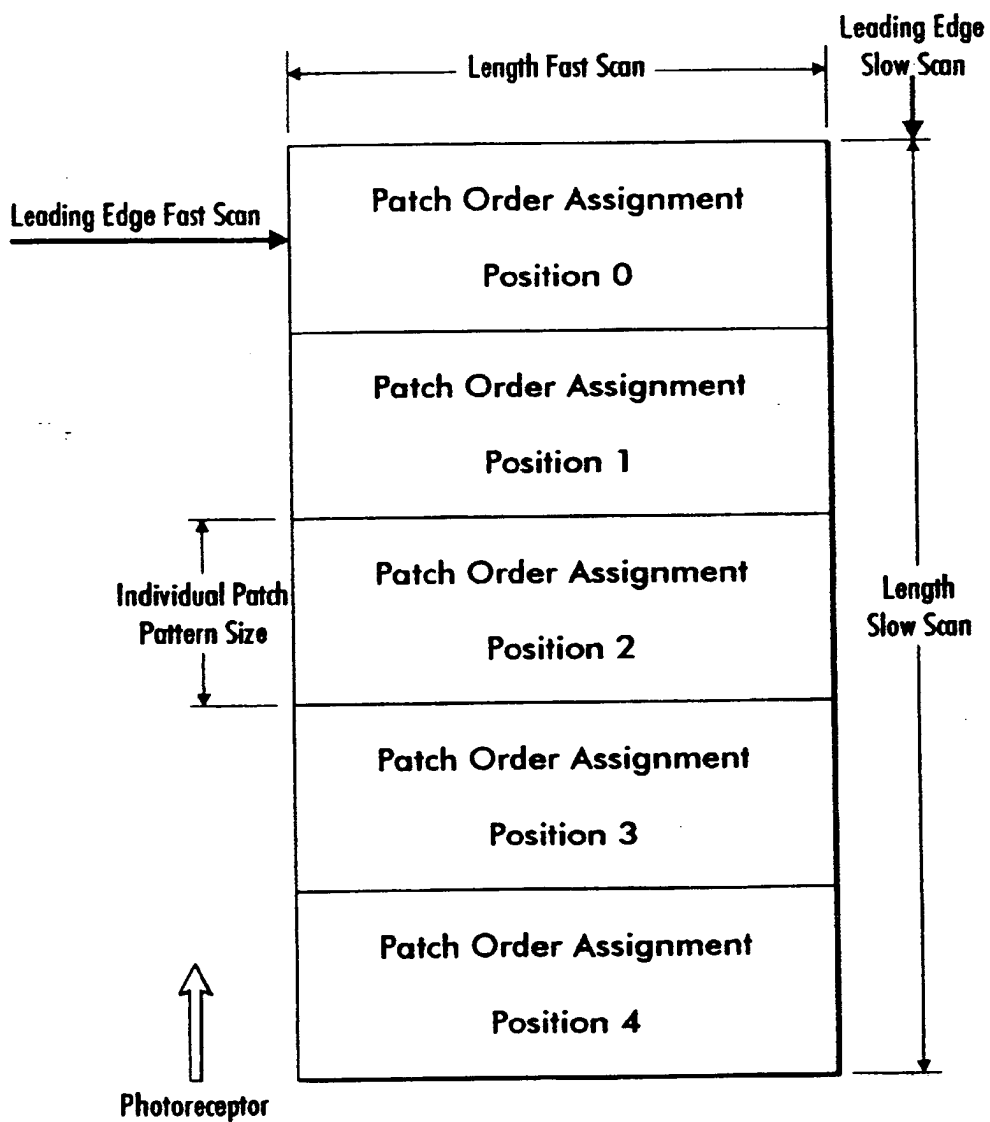 Leading Edge
Slow Scan
Length Fast Scan
Patch Order Assignment
Position 0
Leading Edge Fast Scan
Patch Order Assignment
Position 1
Patch Order Assignment
Position 2
Individual Patch
Pattern Size
Length
Slow Scan
Patch Order Assignment
Position 3
Patch Order Assignment
Position 4
Photoreceptor